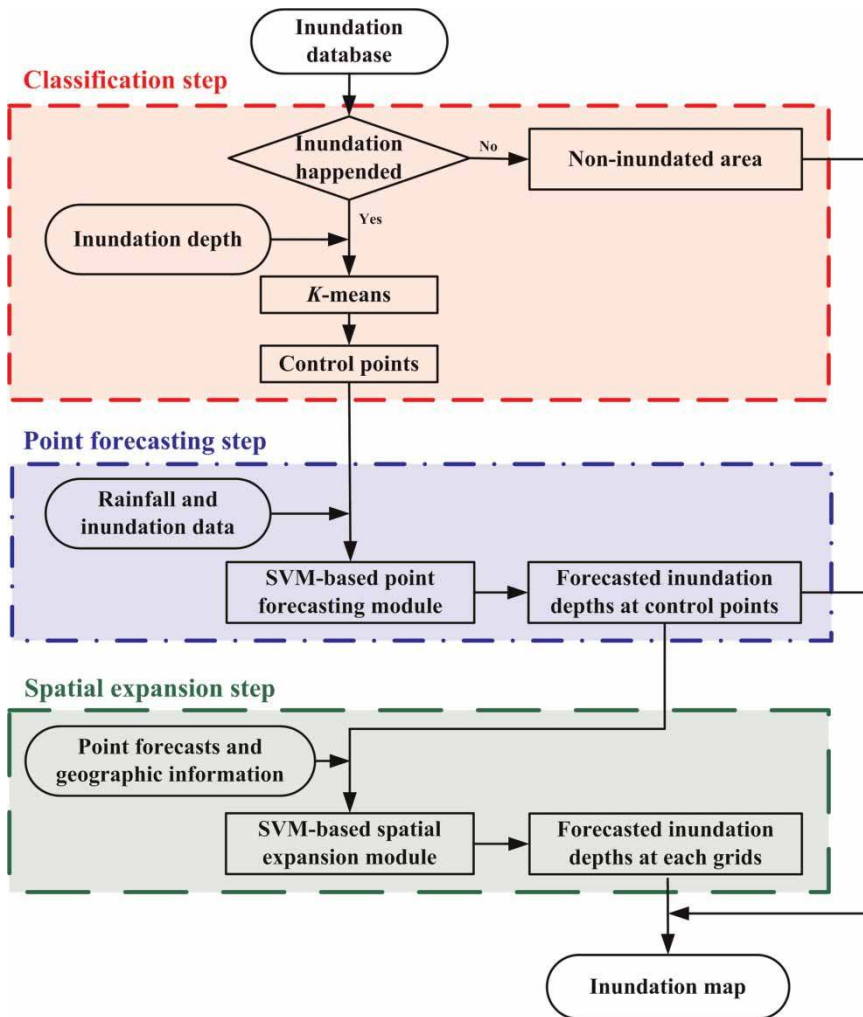 Inundation
database
Classification step
Inundation
happended
No
Non-inundated area
Yes
Inundation depth
K-means
Control points
Point forecasting step
Rainfall and
inundation data
SVM-based point
forecasting module
Forecasted inundation
depths at control points
Spatial expansion step
Point forecasts and
geographic information
SVM-based spatial
expansion module
Forecasted inundation
depths at each grids
Inundation map